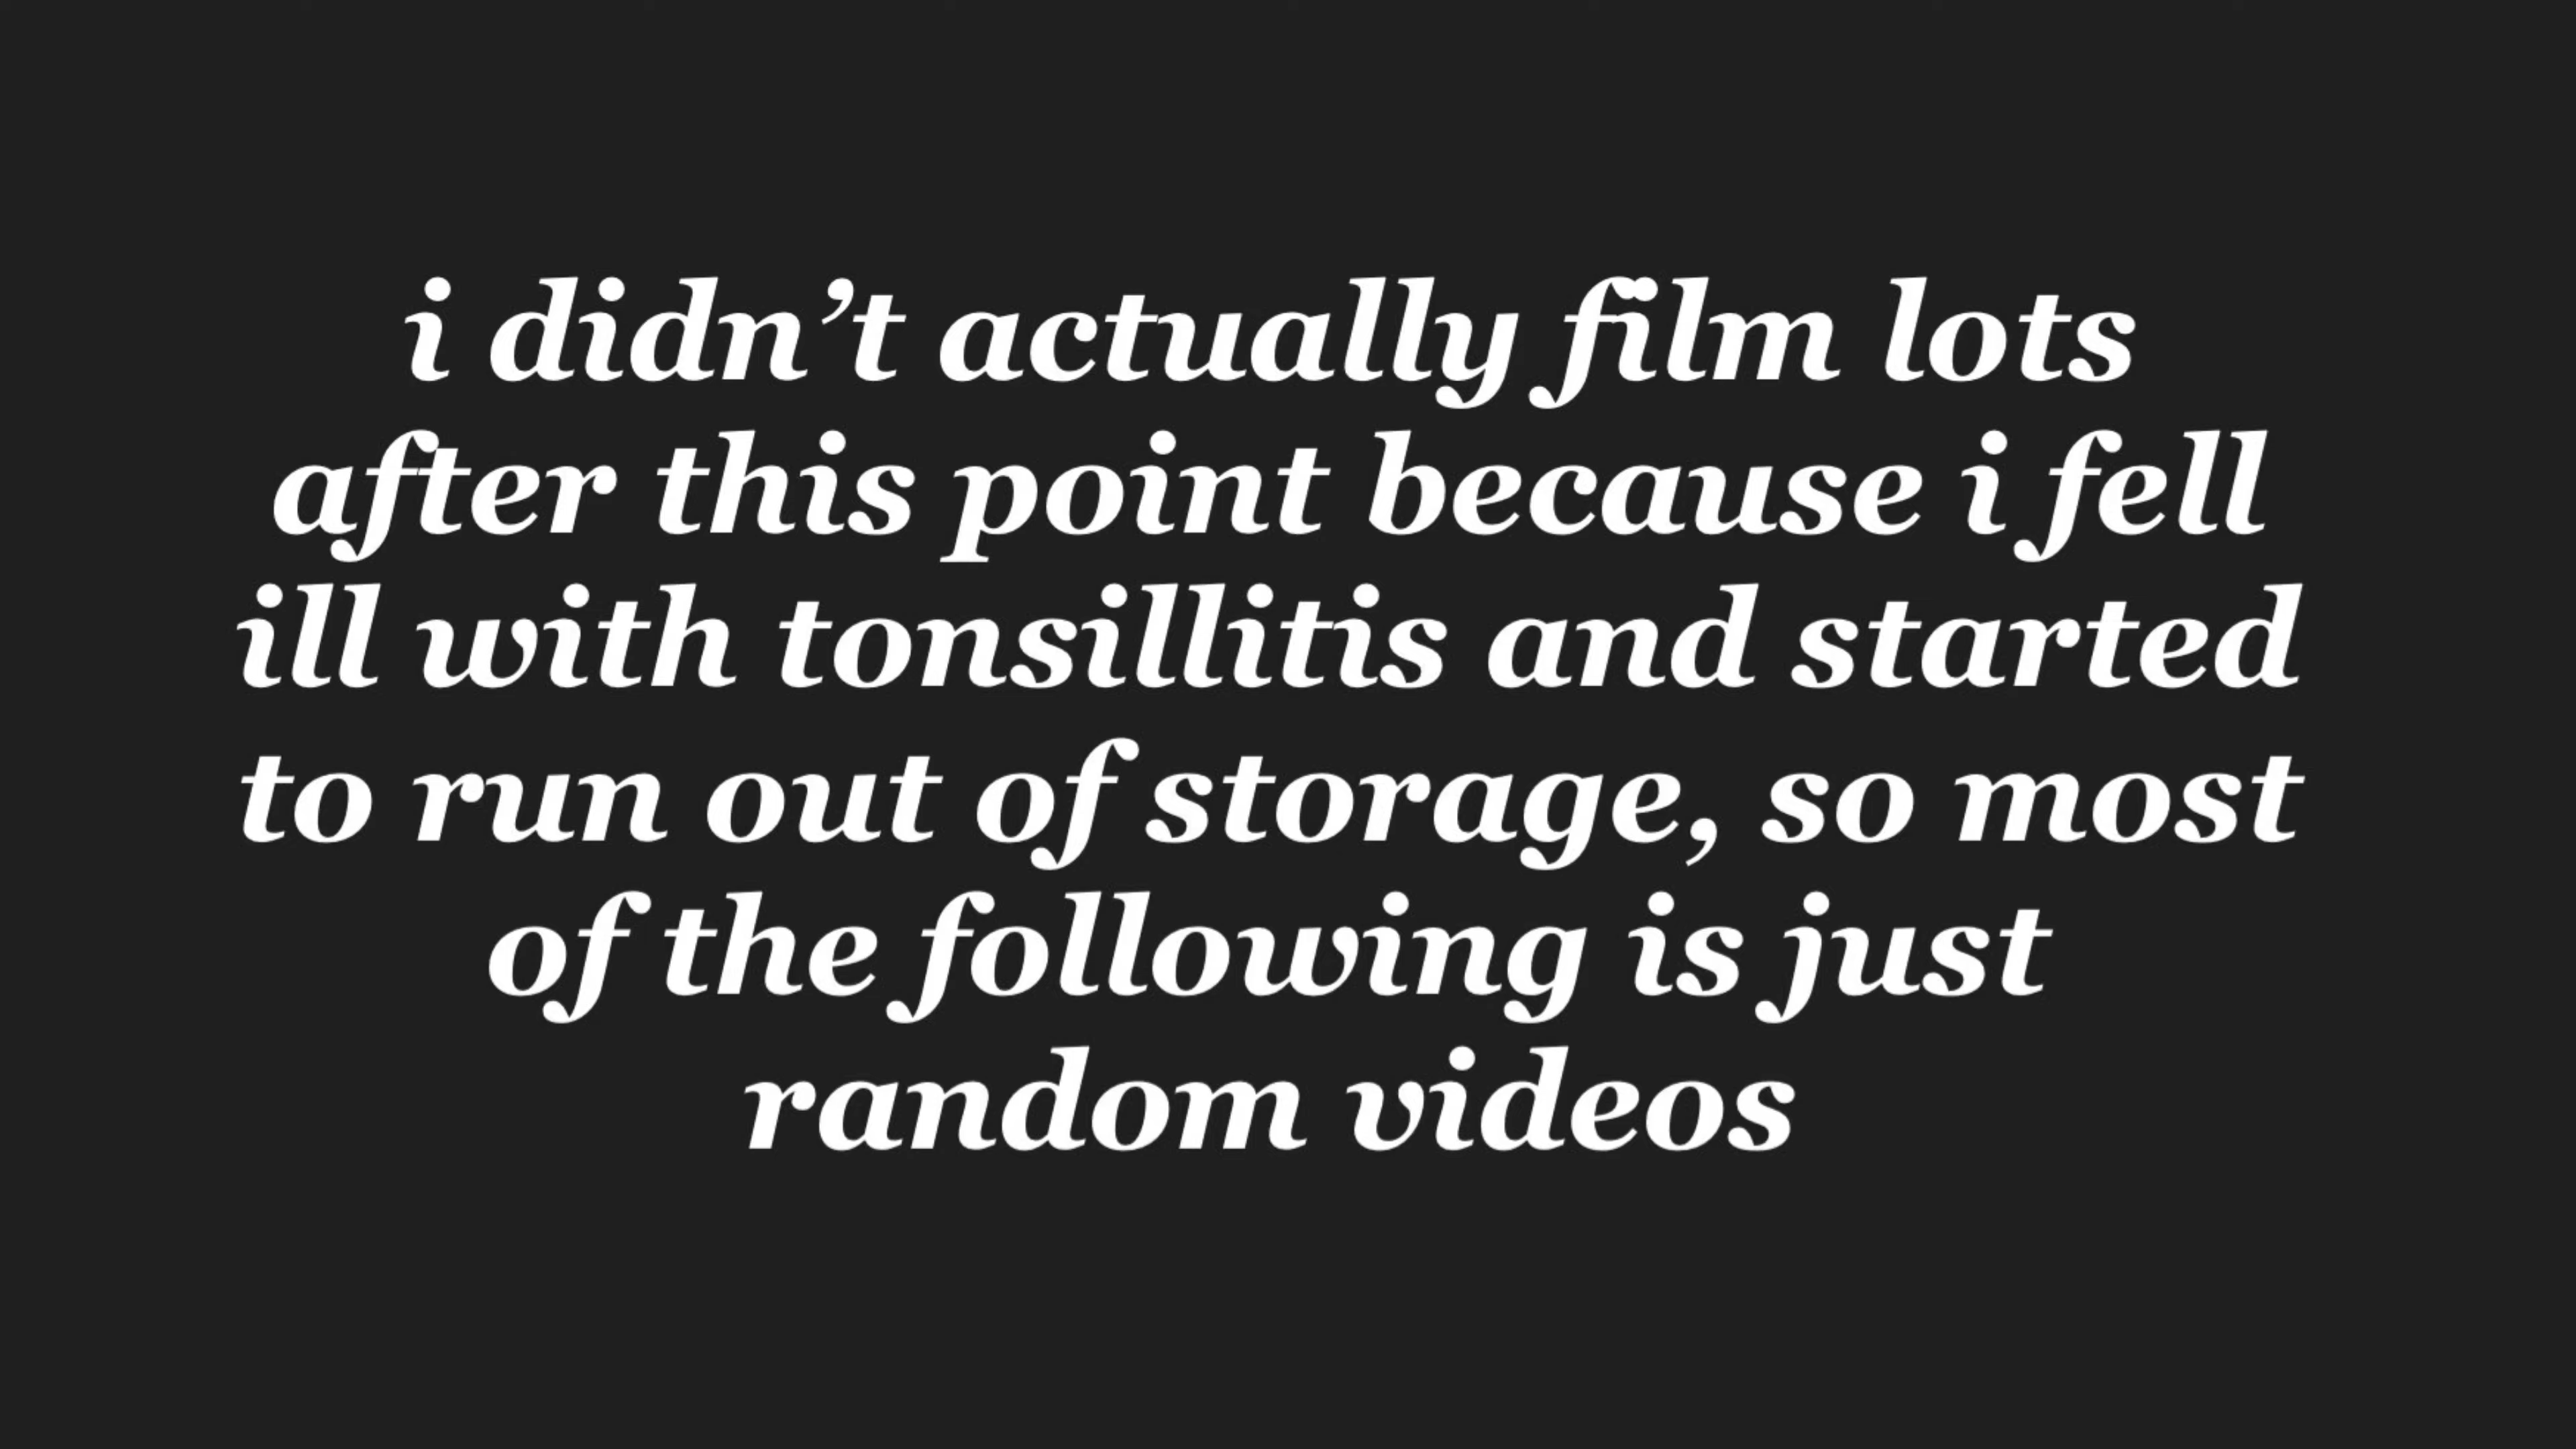 i didn’t actually film lots
after this point because i fell
ill with tonsillitis and started
to run out of storage, so most
of the following is just
random videos